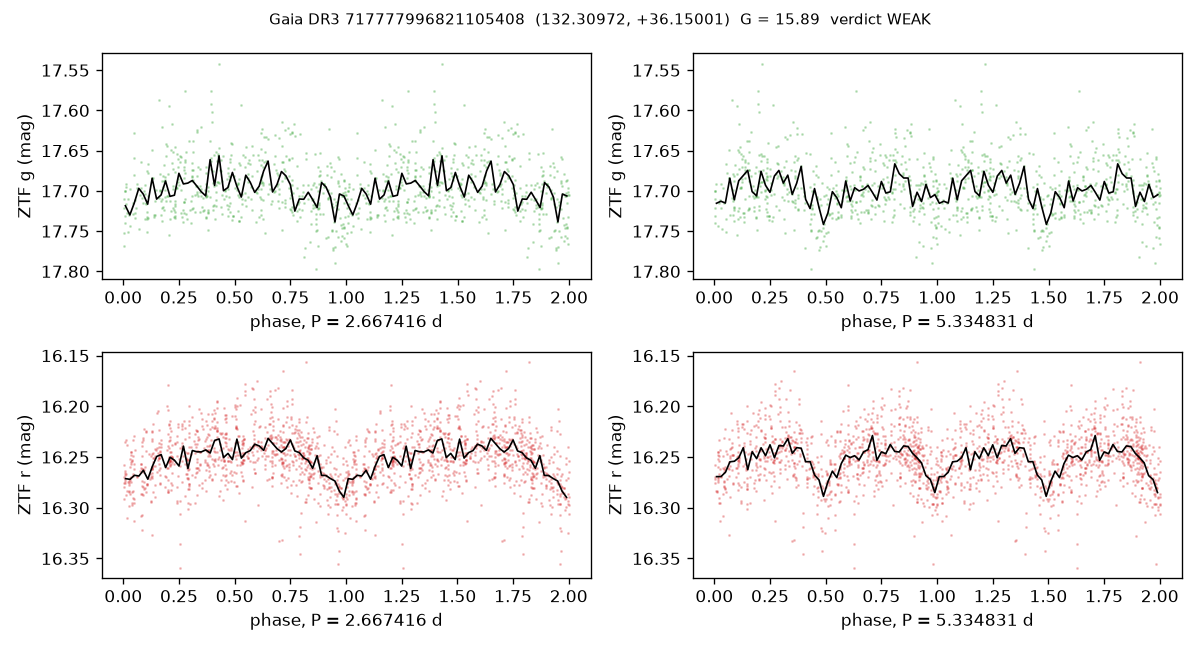 Gaia DR3 717777996821105408  (132.30972, +36.15001)  G = 15.89  verdict WEAK
ZTF g (mag)
17.55
17.60
17.65
17.70
17.75
17.80
0.00 0.25 0.50 0.75 1.00 1.25 1.50 1.75 2.00
phase, P = 2.667416 d
ZTF g (mag)
17.55
17.60
17.65
17.70
17.75
17.80
0.00 0.25 0.50 0.75 1.00 1.25 1.50 1.75 2.00
phase, P = 5.334831 d
ZTF r (mag)
16.15
16.20
16.25
16.30
16.35
0.00 0.25 0.50 0.75 1.00 1.25 1.50 1.75 2.00
phase, P = 2.667416 d
ZTF r (mag)
16.15
16.20
16.25
16.30
16.35
0.00 0.25 0.50 0.75 1.00 1.25 1.50 1.75 2.00
phase, P = 5.334831 d